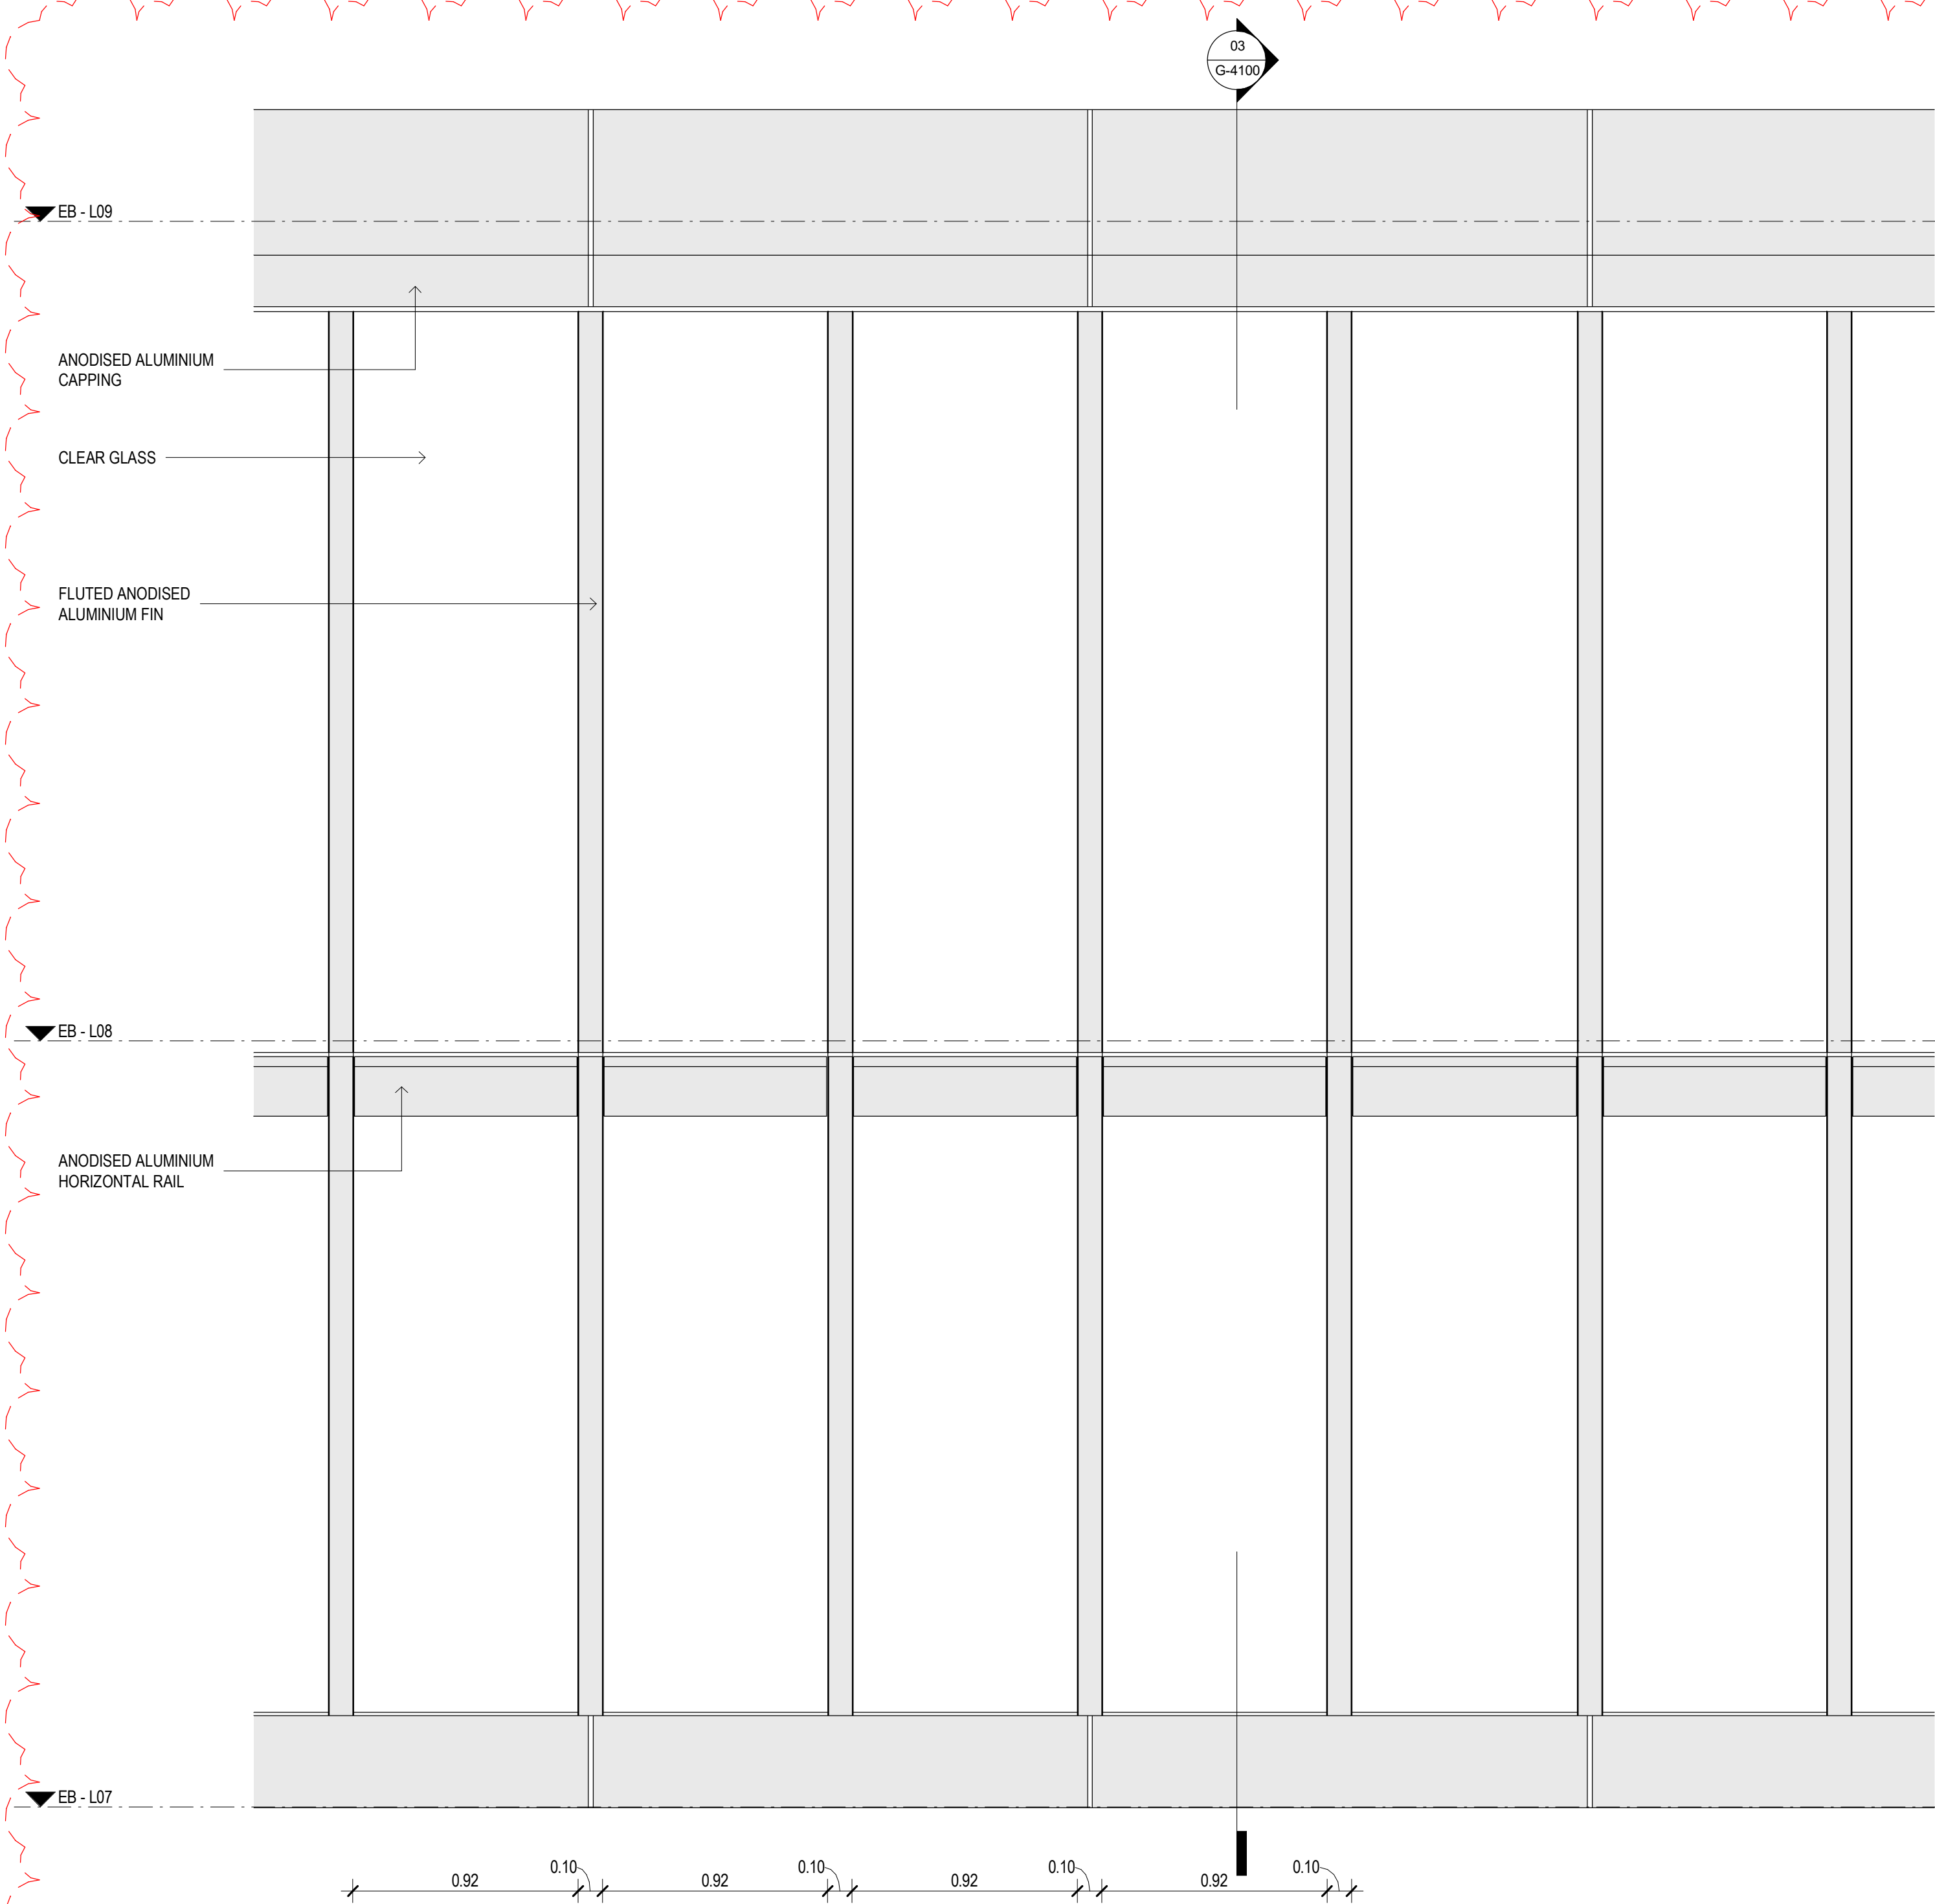 03
G-4100
EB - L09
ANODISED ALUMINIUM
CAPPING
CLEAR GLASS
FLUTED ANODISED
ALUMINIUM FIN
EB - L08
ANODISED ALUMINIUM
HORIZONTAL RAIL
EB - L07
0.92
0.10
0.92
0.10
0.92
0.10
0.92
0.10